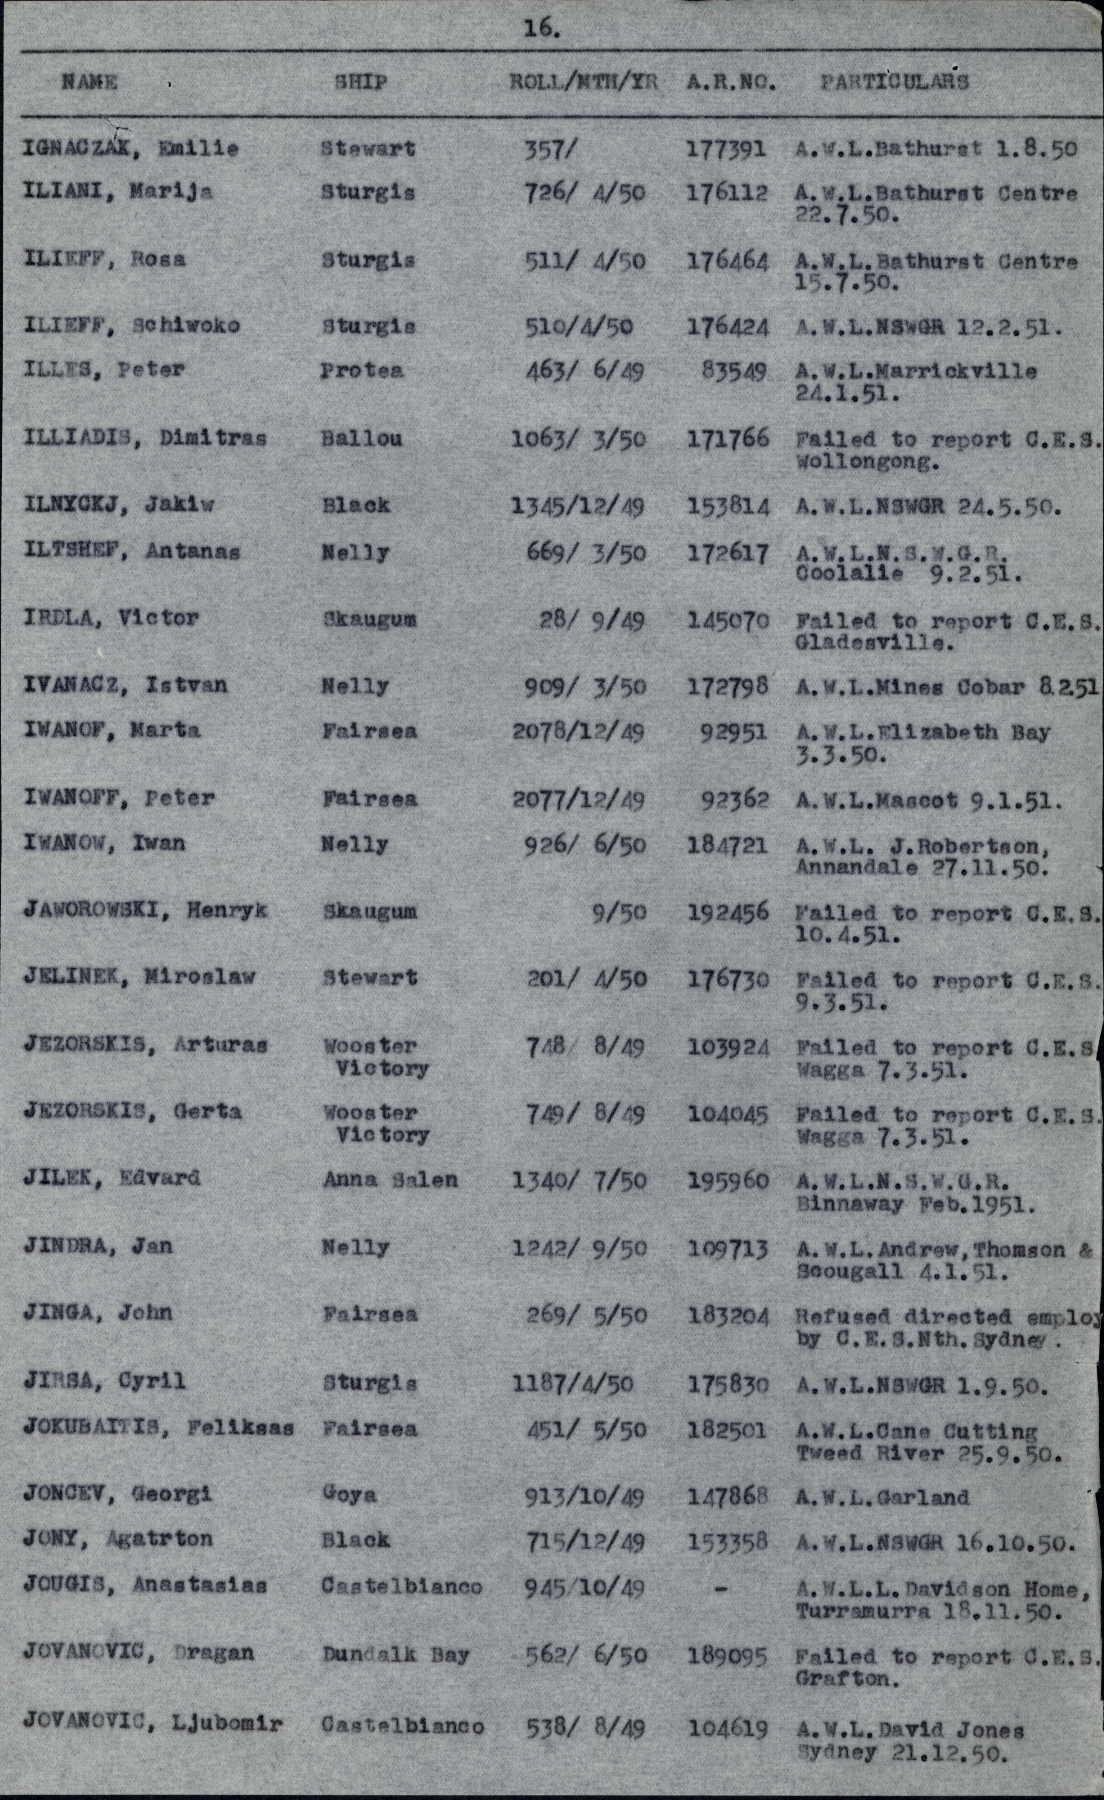 16.
NAME SHIP ROLL/MTH/YR A.R.NO. PARTICULARS
IGNACZAK, Emilie Stewart 357/ 177391 A.W.L.Bathurst 1.8.50
ILIANI, Marija Sturgis 726/ 4/50 176112 A.W.L.Bathurst Centre
22.7.50.
ILIEFF, Rosa Sturgis 511/ 4/50 176464 A.W.L.Bathurst Centre
15.7.50.
ILIEFF, Schiwoko Sturgis 510/4/50 176424 A.W.L.NSWGR 12.2.51.
ILLES, Peter Protea 463/ 6/49 83549 A.W.L.Marrickville
24.1.51.
ILLIADIS, Dimitras Ballou 1063/ 3/50 171766 Failed to report C.E.S.
Wollongong.
ILNYCKJ, Jakiw Black 1345/12/49 153814 A.W.L.NSWGR 24.5.50.
ILTSHEF, Antanas Nelly 669/ 3/50 172617 A.W.L.N.S.W.G.R.
Coolalie 9.2.51.
IRDLA, Victor Skaugum 28/ 9/49 145070 Failed to report C.E.S.
Gladesville.
IVANACZ, Istvan Nelly 909/ 3/50 172798 A.W.L.Mines Cobar 8.2.51
IWANOF, Marta Fairsea 2078/12/49 92951 A.W.L.Elizabeth Bay
3.3.50.
IWANOFF, Peter Fairsea 2077/12/49 92362 A.W.L.Mascot 9.1.51.
IWANOW, Iwan Nelly 926/ 6/50 184721 A.W.L. J.Robertson,
Annandale 27.11.50.
JAWOROWSKI, Henryk Skaugum 9/50 192456 Failed to report C.E.S.
10.4.51.
JELINEK, Miroslaw Stewart 201/ 4/50 176730 Failed to report C.E.S.
9.3.51.
JEZORSKIS, Arturas Wooster 748/ 8/49 103924 Failed to report C.E.S
Victory Wagga 7.3.51.
JEZORSKIS, Gerta Wooster 749/ 8/49 104045 Failed to report C.E.S.
Victory Wagga 7.3.51.
JILEK, Edvard Anna Salen 1340/ 7/50 195960 A.W.L.N.S.W.G.R.
Binnaway Feb.1951.
JINDRA, Jan Nelly 1242/ 9/50 109713 A.W.L.Andrew,Thomson &
Scougall 4.1.51.
JINGA, John Fairsea 269/ 5/50 183204 Refused directed employ
by C.E.S.Nth.Sydney.
JIRSA, Cyril Sturgis 1187/4/50 175830 A.W.L.NSWGR 1.9.50.
JOKUBAITIS, Feliksas Fairsea 451/ 5/50 182501 A.W.L.Cane Cutting
Tweed River 25.9.50.
JONCEV, Georgi Goya 913/10/49 147868 A.W.L.Garland
JONY, Agatrton Black 715/12/49 153358 A.W.L.NSWGR 16.10.50.
JOUGIS, Anastasias Castelbianco 945/10/49 - A.W.L.L.Davidson Home,
Turramurra 18.11.50.
JOVANOVIC, Dragan Dundalk Bay 562/ 6/50 189095 Failed to report C.E.S.
Grafton.
JOVANOVIC, Ljubomir Castelbianco 538/ 8/49 104619 A.W.L.David Jones
Sydney 21.12.50.